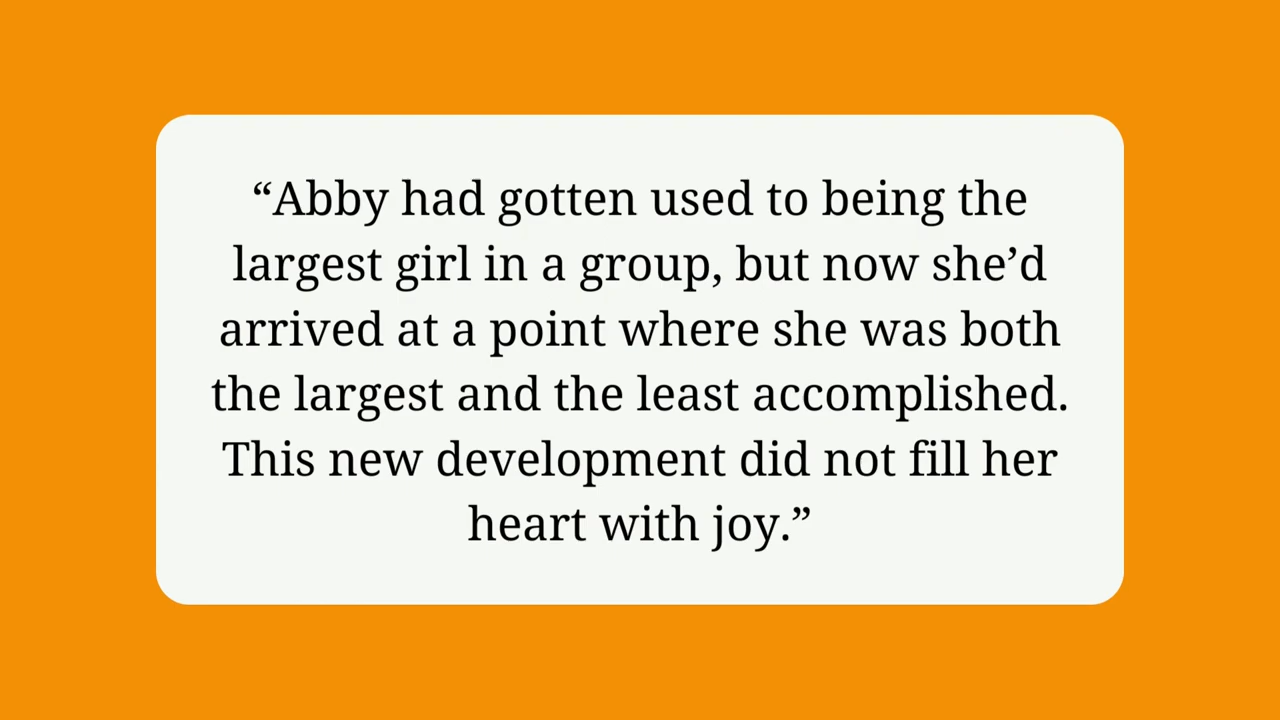 “Abby had gotten used to being the
largest girl in a group, but now she’d
arrived at a point where she was both
the largest and the least accomplished.
This new development did not fill her
heart with joy.”